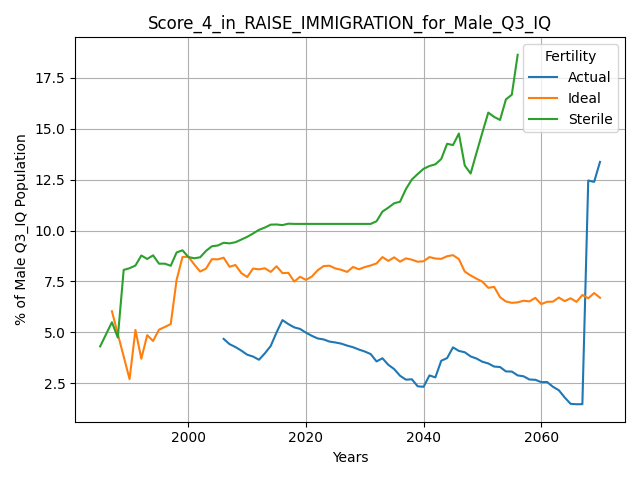 Score_4_in_RAISE_IMMIGRATION_for_Male_Q3_IQ
Fertility
Actual
Ideal
Sterile
% of Male Q3_IQ Population
17.5
15.0
12.5
10.0
7.5
5.0
2.5
2000
2020
2040
2060
Years